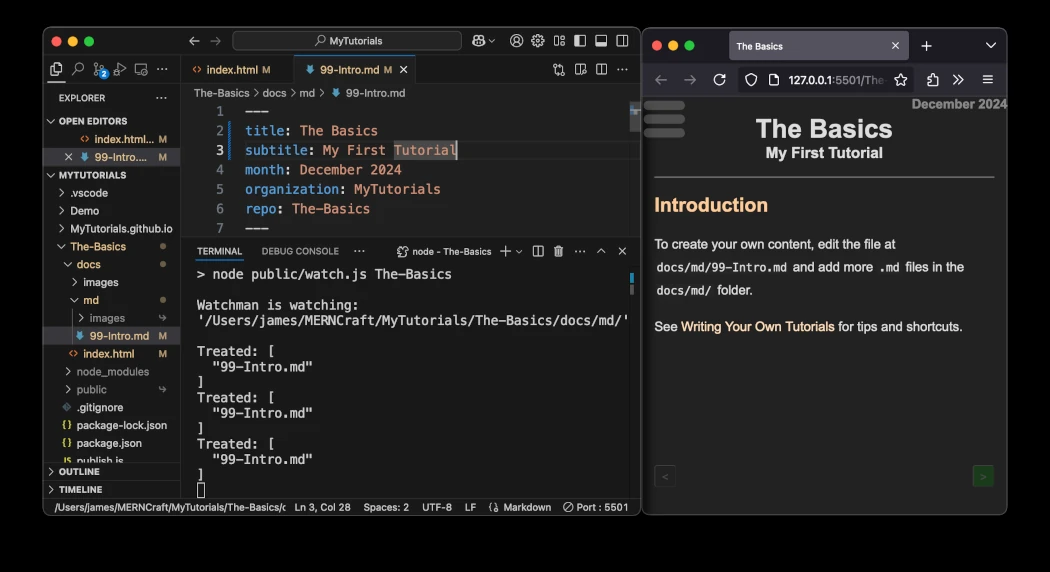 MyTutorials
2
index.html M
99-Intro.md M
EXPLORER
The-Basics > docs > md > 99-Intro.md
OPEN EDITORS
index.html... M
99-Intro.... M
MYTUTORIALS
.vscode
Demo
MyTutorials.github.io
The-Basics
docs
images
md
images
99-Intro.md M
index.html M
node_modules
public
.gitignore
package-lock.json
package.json
publish.js
OUTLINE
TIMELINE
1 ---
2 title: The Basics
3 subtitle: My First Tutorial
4 month: December 2024
5 organization: MyTutorials
6 repo: The-Basics
7 ---
TERMINAL DEBUG CONSOLE ... node - The-Basics
> node public/watch.js The-Basics
Watchman is watching:
'/Users/james/MERNCraft/MyTutorials/The-Basics/docs/md/'
Treated: [
"99-Intro.md"
]
Treated: [
"99-Intro.md"
]
Treated: [
"99-Intro.md"
]
/Users/james/MERNCraft/MyTutorials/The-Basics/c Ln 3, Col 28 Spaces: 2 UTF-8 LF Markdown Port : 5501
The Basics
127.0.0.1:5501/The-
December 2024
The Basics
My First Tutorial
Introduction
To create your own content, edit the file at
docs/md/99-Intro.md and add more .md files in the
docs/md/ folder.
See Writing Your Own Tutorials for tips and shortcuts.
< >